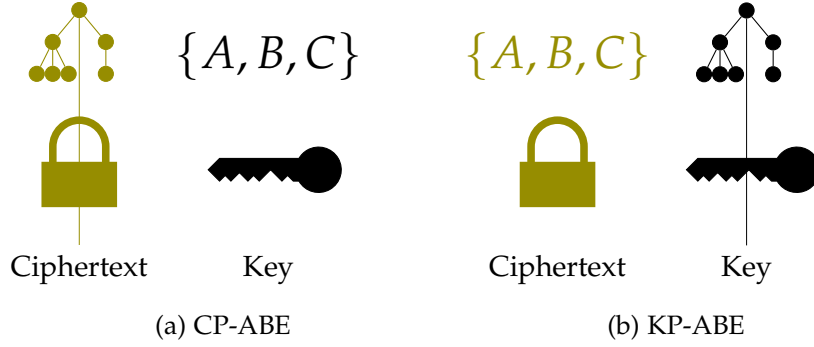 {A, B, C}
{A, B, C}
Ciphertext Key
Ciphertext Key
(a) CP-ABE
(b) KP-ABE